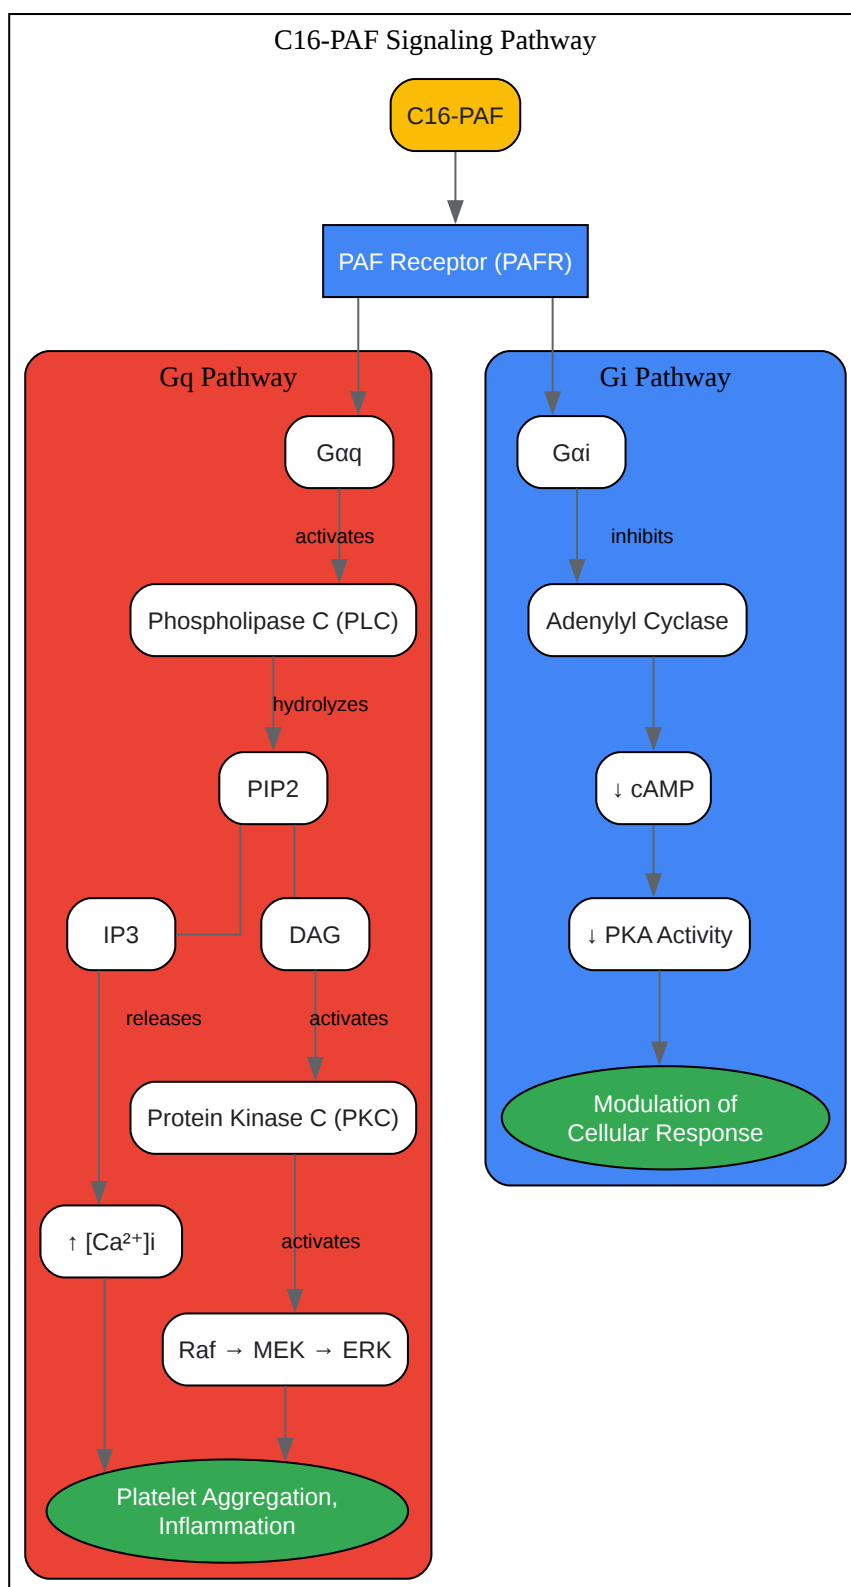 C16-PAF Signaling Pathway
C16-PAF
PAF Receptor (PAFR)
Gq Pathway
Gαq
activates
Phospholipase C (PLC)
hydrolyzes
PIP2
IP3
DAG
releases
activates
Protein Kinase C (PKC)
↑ [Ca²⁺]i
activates
Raf → MEK → ERK
Platelet Aggregation,
Inflammation
Gi Pathway
Gαi
inhibits
Adenylyl Cyclase
↓ cAMP
↓ PKA Activity
Modulation of
Cellular Response